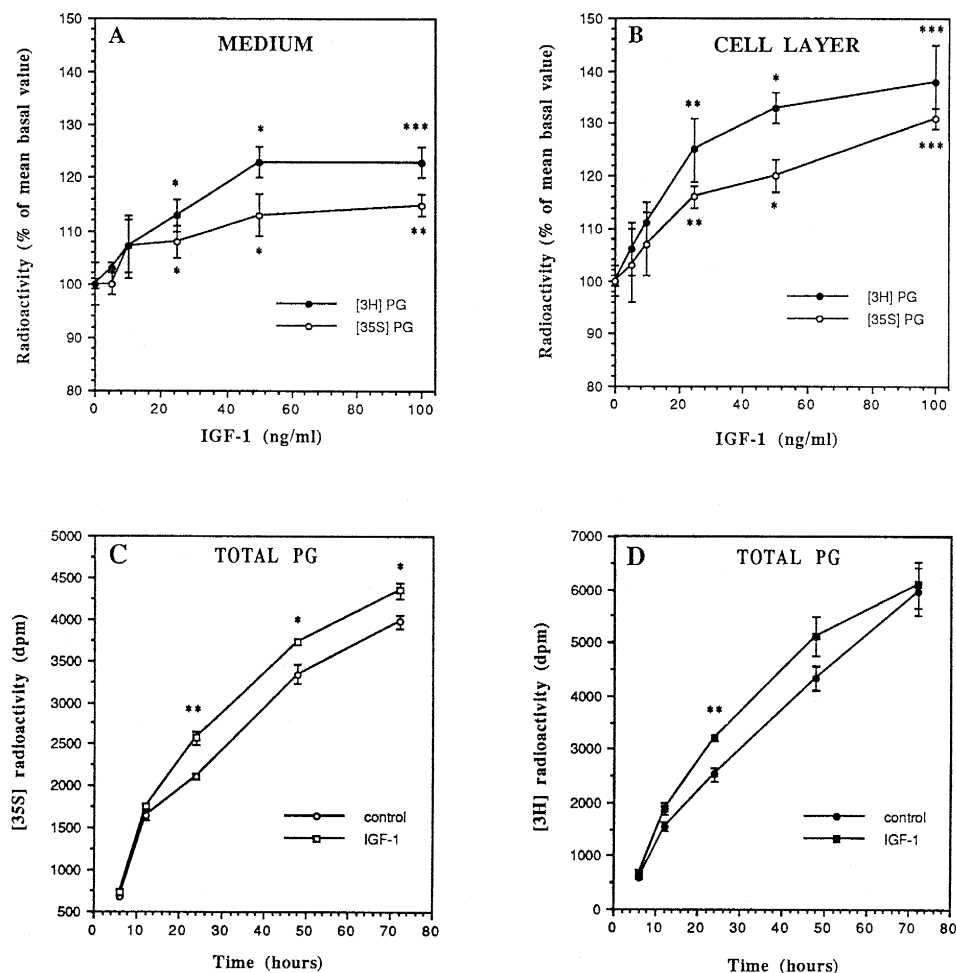 A
MEDIUM
Radioactivity (% of mean basal value)
150
140
130
120
110
100
90
80
* * ***
* * **
[3H] PG
[35S] PG
0 20 40 60 80 100
IGF-1 (ng/ml)
B
CELL LAYER
Radioactivity (% of mean basal value)
150
140
130
120
110
100
90
80
** * ***
** * ***
[3H] PG
[35S] PG
0 20 40 60 80 100
IGF-1 (ng/ml)
C
TOTAL PG
[35S] radioactivity (dpm)
5000
4500
4000
3500
3000
2500
2000
1500
1000
500
** * *
control
IGF-1
0 10 20 30 40 50 60 70 80
Time (hours)
D
TOTAL PG
[3H] radioactivity (dpm)
7000
6000
5000
4000
3000
2000
1000
0
**
control
IGF-1
0 10 20 30 40 50 60 70 80
Time (hours)